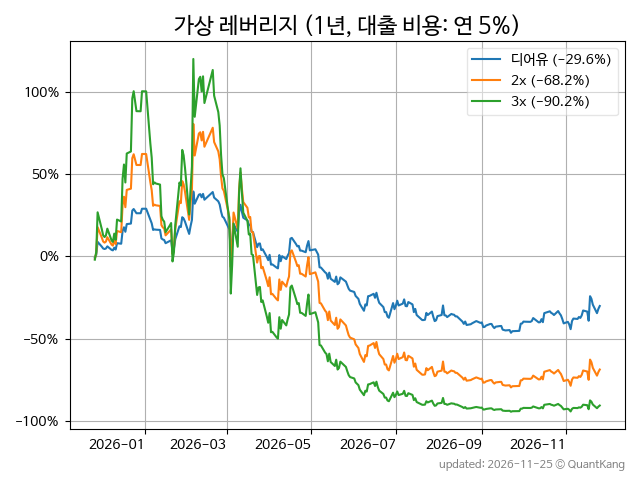 가상 레버리지 (1년, 대출 비용: 연 5%)
디어유 (−29.6%)
2x (−68.2%)
3x (−90.2%)
100%
50%
0%
−50%
−100%
2026-01 2026-03 2026-05 2026-07 2026-09 2026-11
updated: 2026-11-25 © QuantKang